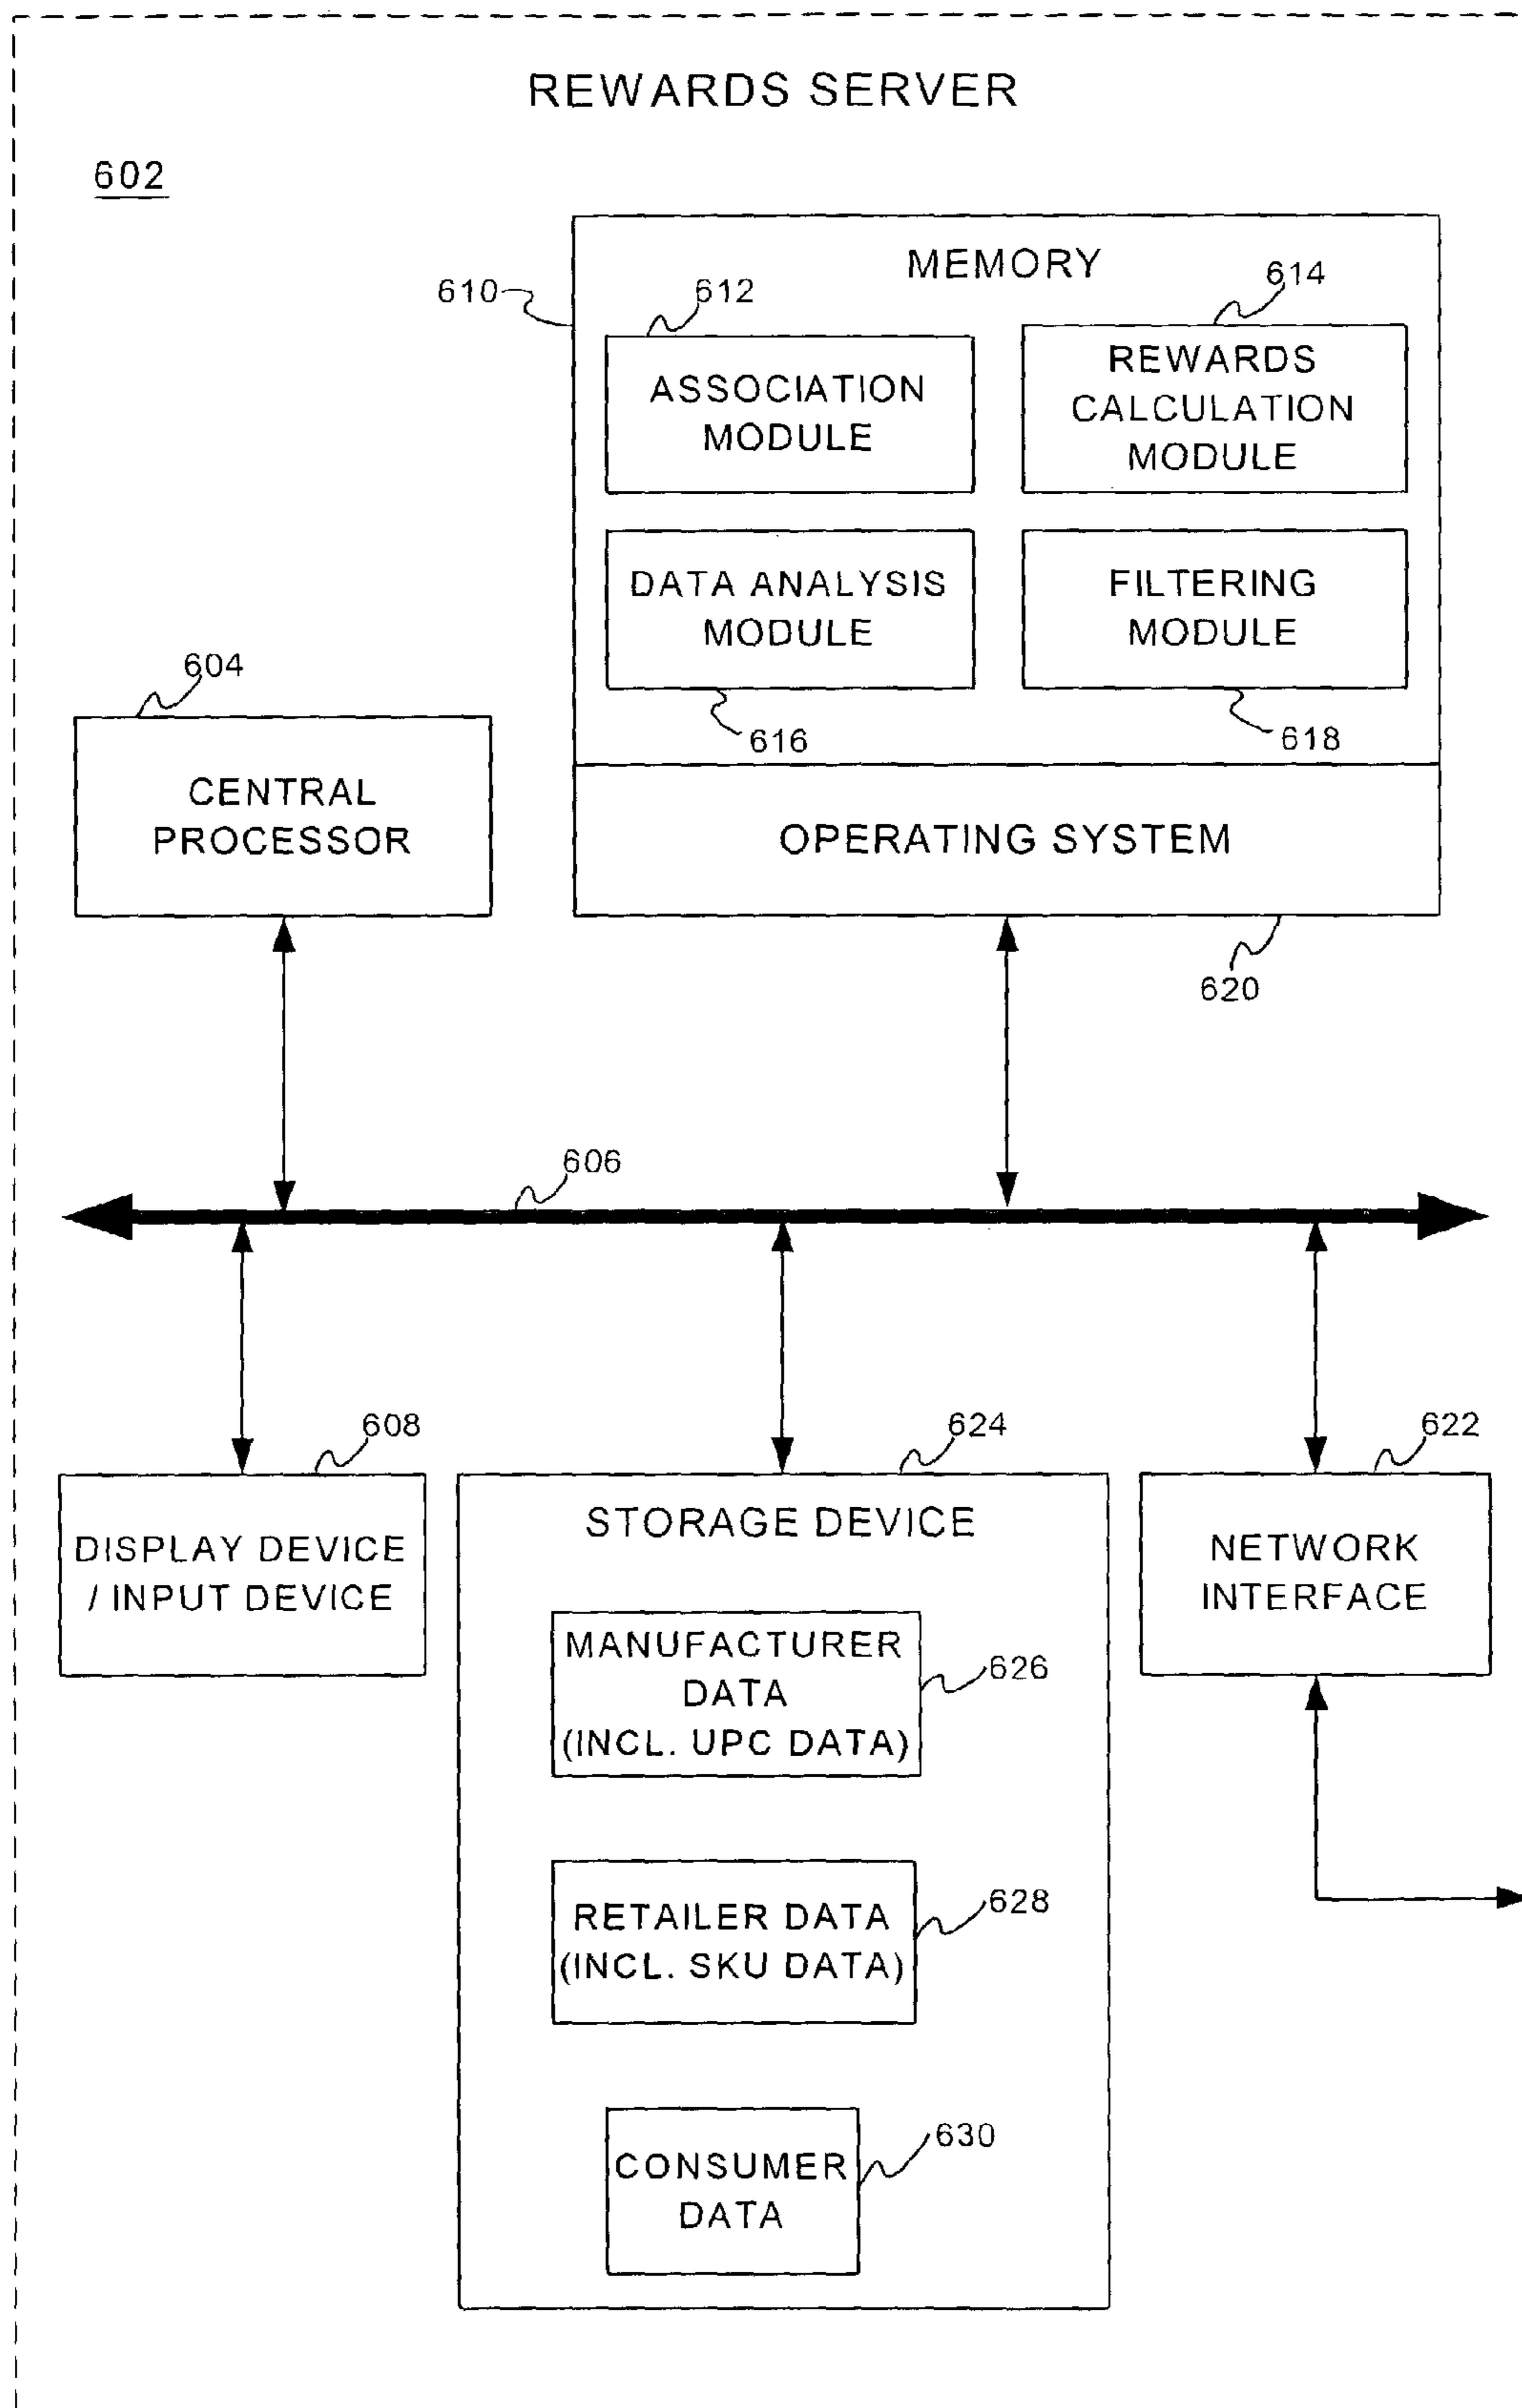 REWARDS SERVER
602
MEMORY
610
612
614
ASSOCIATION
MODULE
REWARDS
CALCULATION
MODULE
DATA ANALYSIS
MODULE
FILTERING
MODULE
616
618
604
CENTRAL
PROCESSOR
OPERATING SYSTEM
620
606
608
DISPLAY DEVICE
/ INPUT DEVICE
624
STORAGE DEVICE
MANUFACTURER
DATA
(INCL. UPC DATA)
626
RETAILER DATA
(INCL. SKU DATA)
628
CONSUMER
DATA
630
622
NETWORK
INTERFACE